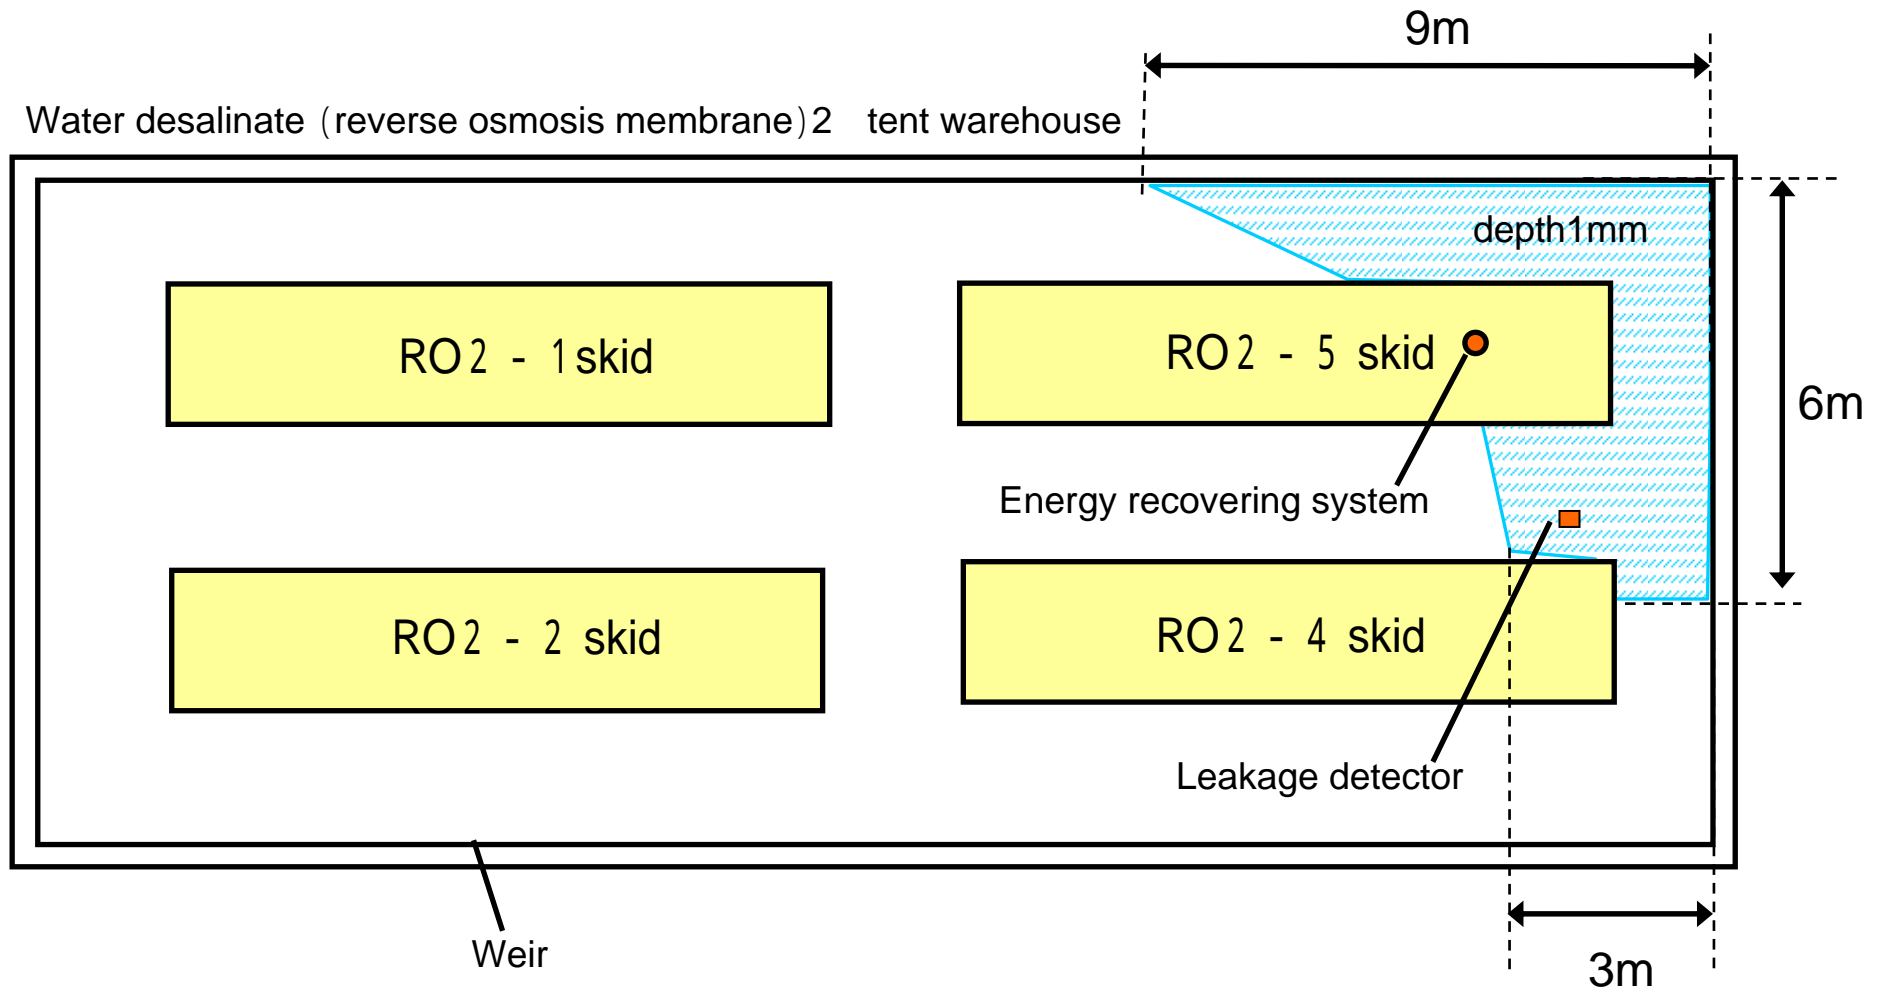 9m
Water desalinate (reverse osmosis membrane)2 tent warehouse
depth1mm
RO2 - 1skid
RO2 - 5 skid
6m
Energy recovering system
RO2 - 2 skid
RO2 - 4 skid
Leakage detector
Weir
3m